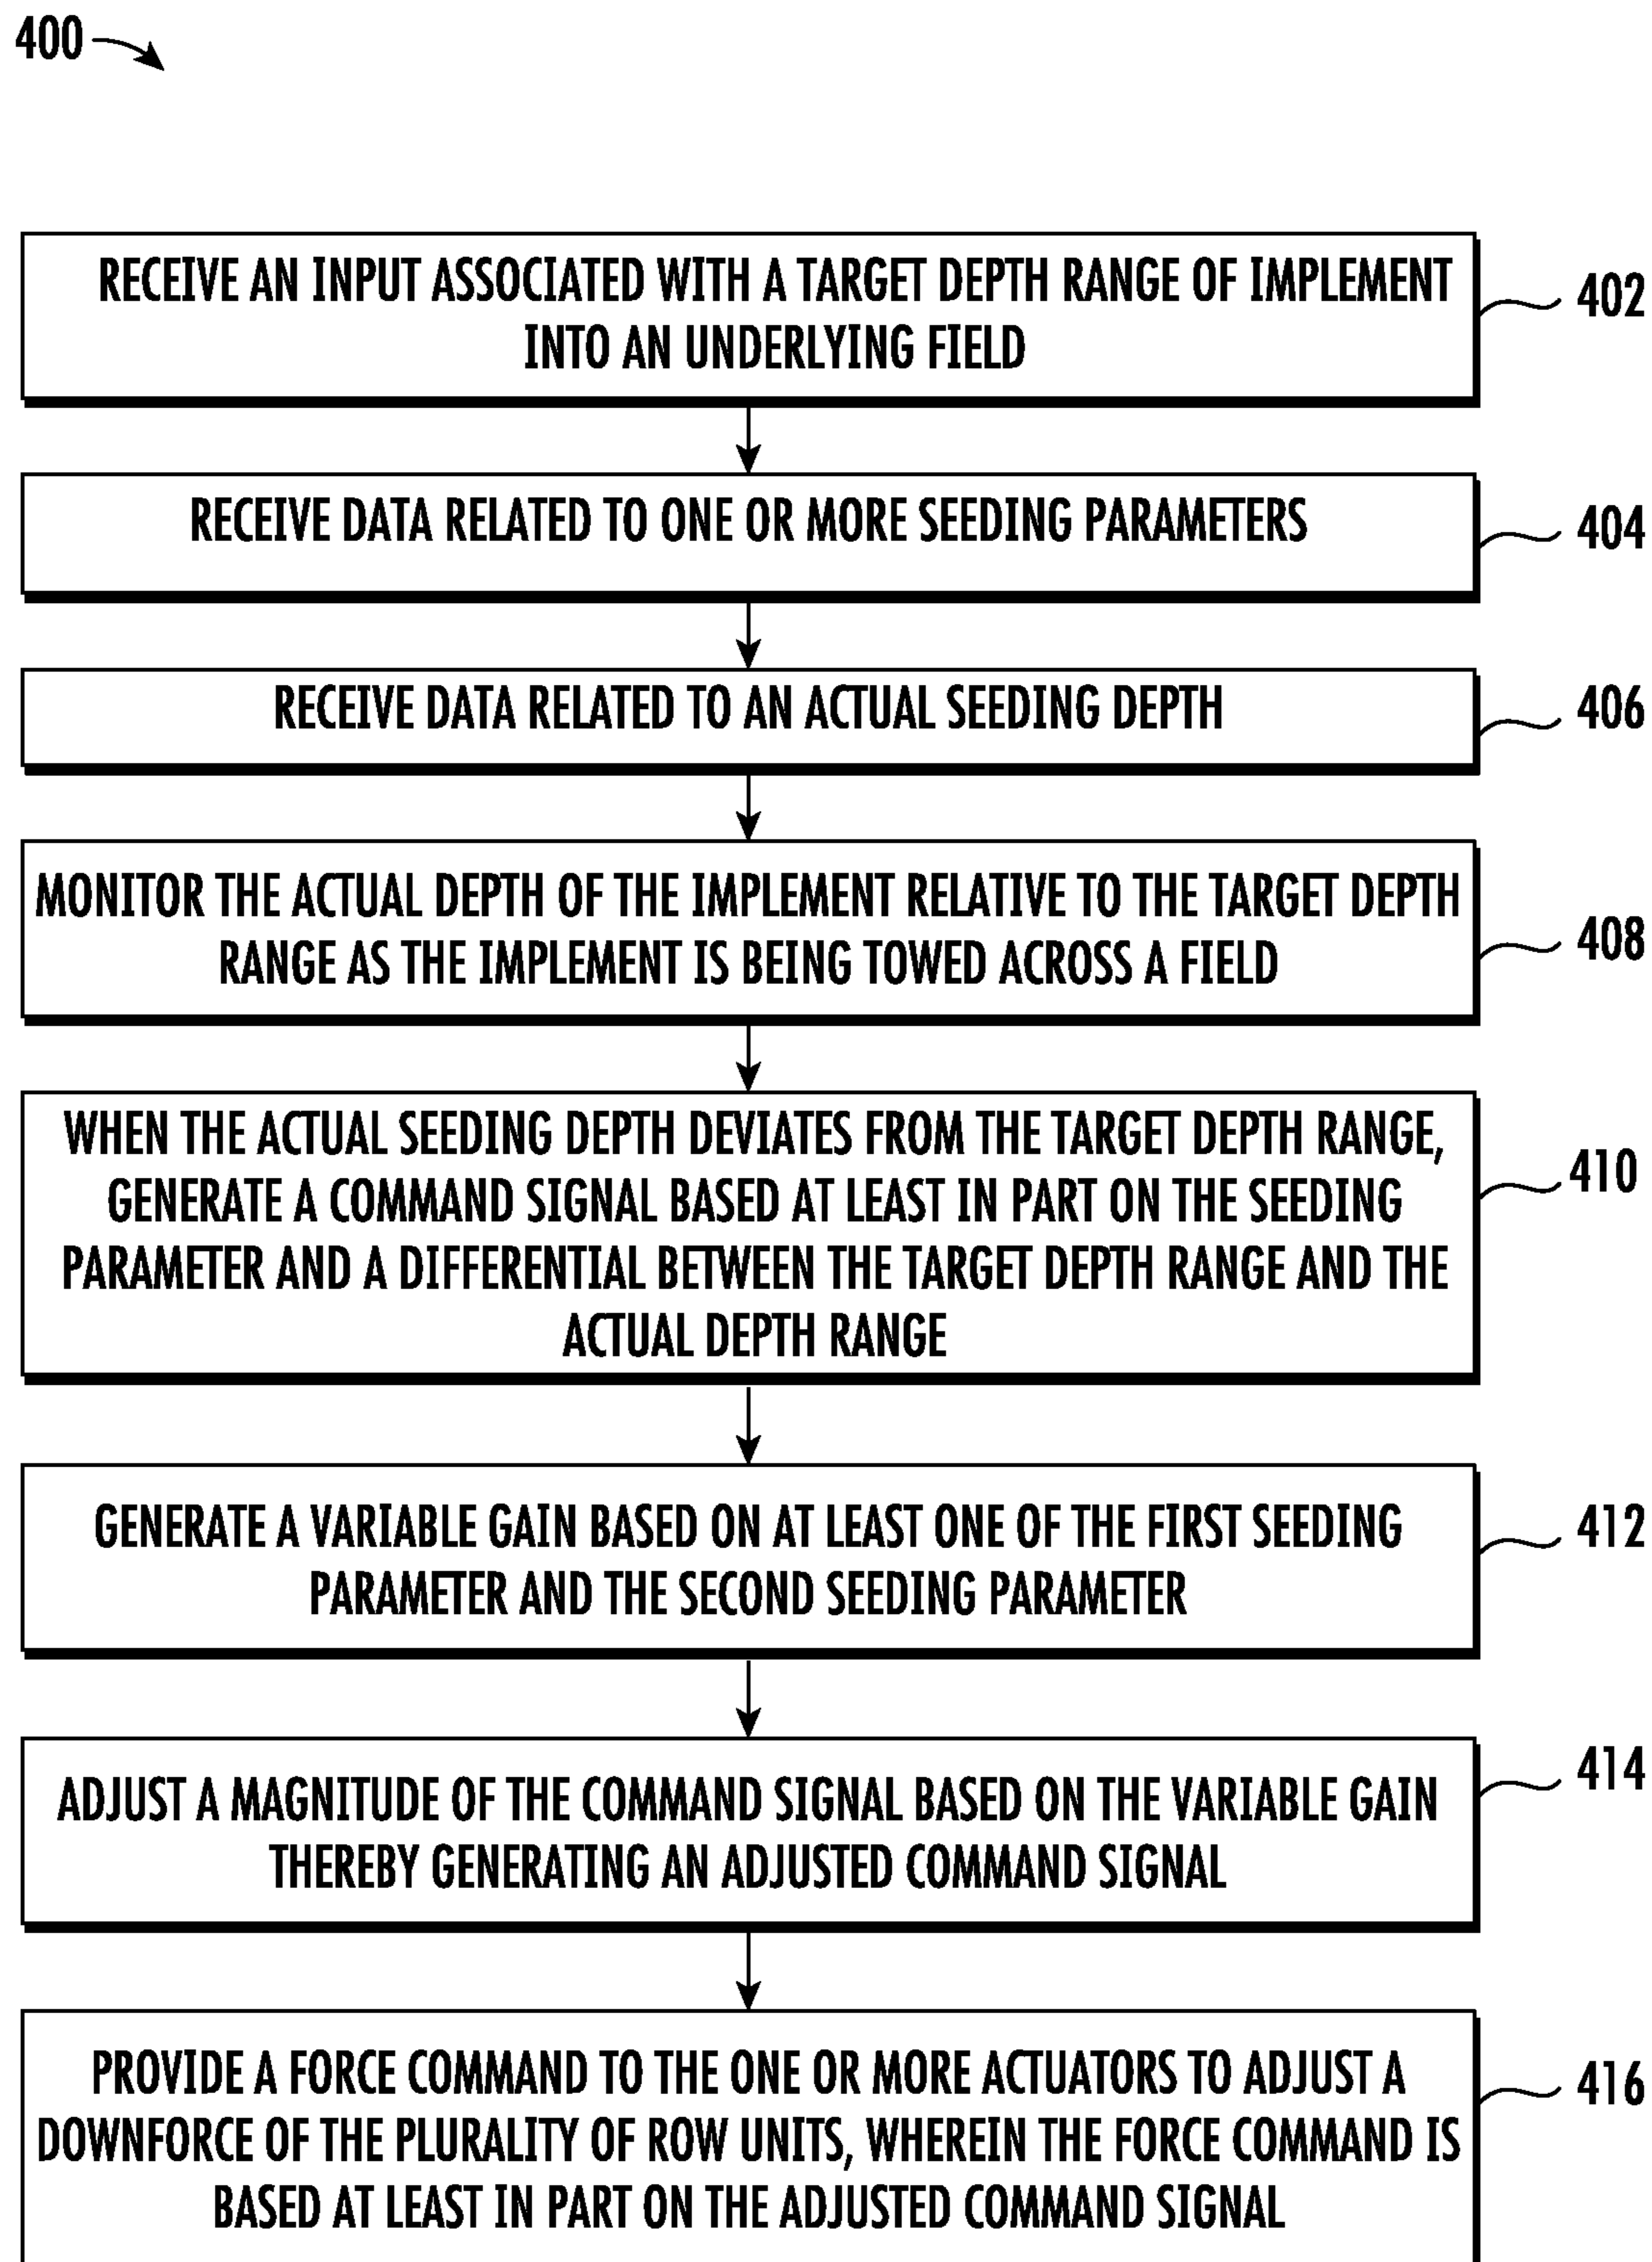 400
RECEIVE AN INPUT ASSOCIATED WITH A TARGET DEPTH RANGE OF IMPLEMENT
INTO AN UNDERLYING FIELD
402
RECEIVE DATA RELATED TO ONE OR MORE SEEDING PARAMETERS
404
RECEIVE DATA RELATED TO AN ACTUAL SEEDING DEPTH
406
MONITOR THE ACTUAL DEPTH OF THE IMPLEMENT RELATIVE TO THE TARGET DEPTH
RANGE AS THE IMPLEMENT IS BEING TOWED ACROSS A FIELD
408
WHEN THE ACTUAL SEEDING DEPTH DEVIATES FROM THE TARGET DEPTH RANGE,
GENERATE A COMMAND SIGNAL BASED AT LEAST IN PART ON THE SEEDING
PARAMETER AND A DIFFERENTIAL BETWEEN THE TARGET DEPTH RANGE AND THE
ACTUAL DEPTH RANGE
410
GENERATE A VARIABLE GAIN BASED ON AT LEAST ONE OF THE FIRST SEEDING
PARAMETER AND THE SECOND SEEDING PARAMETER
412
ADJUST A MAGNITUDE OF THE COMMAND SIGNAL BASED ON THE VARIABLE GAIN
THEREBY GENERATING AN ADJUSTED COMMAND SIGNAL
414
PROVIDE A FORCE COMMAND TO THE ONE OR MORE ACTUATORS TO ADJUST A
DOWNFORCE OF THE PLURALITY OF ROW UNITS, WHEREIN THE FORCE COMMAND IS
BASED AT LEAST IN PART ON THE ADJUSTED COMMAND SIGNAL
416